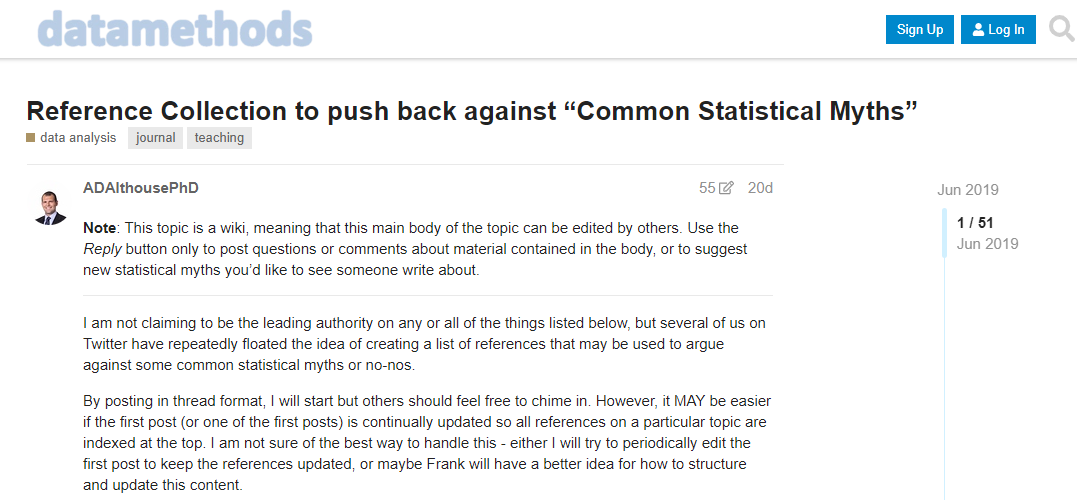 datamethods
Sign Up
Log In
Reference Collection to push back against “Common Statistical Myths”
data analysis journal teaching
ADAlthousePhD 55 20d
Jun 2019
1 / 51
Jun 2019
Note: This topic is a wiki, meaning that this main body of the topic can be edited by others. Use the
Reply button only to post questions or comments about material contained in the body, or to suggest
new statistical myths you’d like to see someone write about.
I am not claiming to be the leading authority on any or all of the things listed below, but several of us on
Twitter have repeatedly floated the idea of creating a list of references that may be used to argue
against some common statistical myths or no-nos.
By posting in thread format, I will start but others should feel free to chime in. However, it MAY be easier
if the first post (or one of the first posts) is continually updated so all references on a particular topic are
indexed at the top. I am not sure of the best way to handle this - either I will try to periodically edit the
first post to keep the references updated, or maybe Frank will have a better idea for how to structure
and update this content.